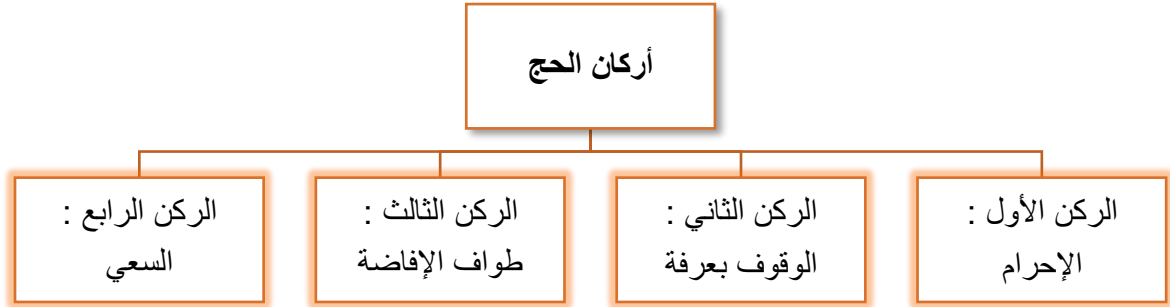 أركان الحج
الركن الأول :
الإحرام
الركن الثاني :
الوقوف بعرفة
الركن الثالث :
طواف الإفاضة
الركن الرابع :
السعي